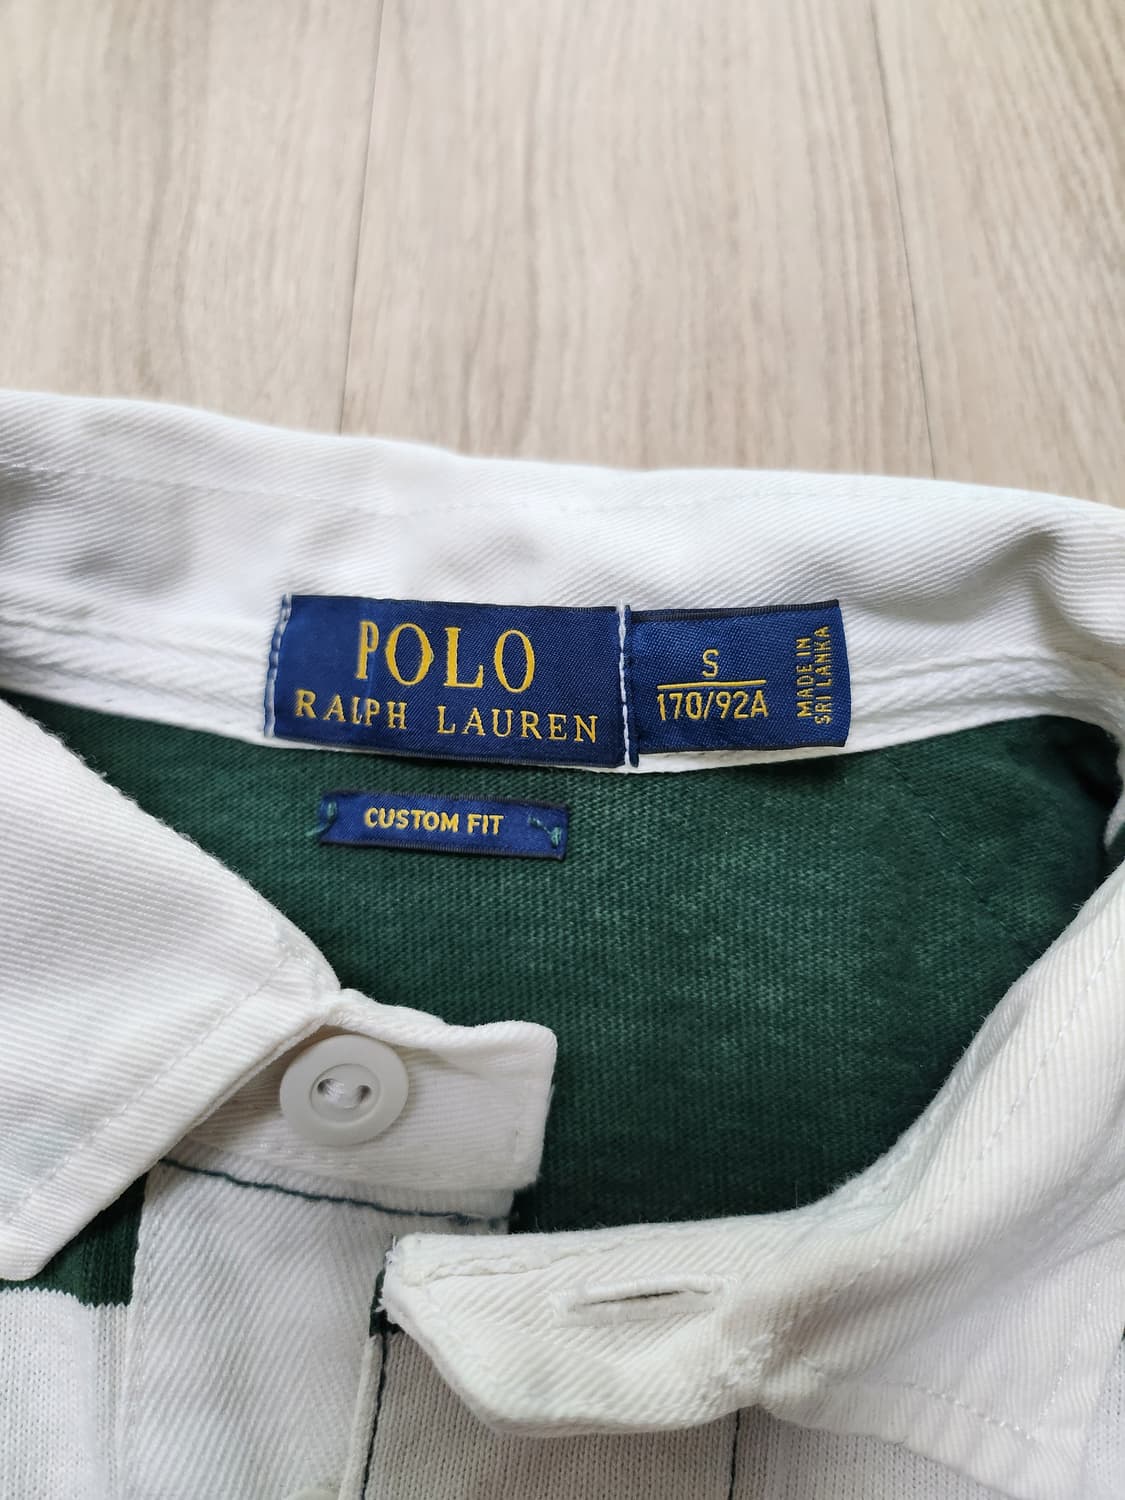 POLO
RALPH LAUREN
S
170/92A
MADE IN
SRI LANKA
CUSTOM FIT